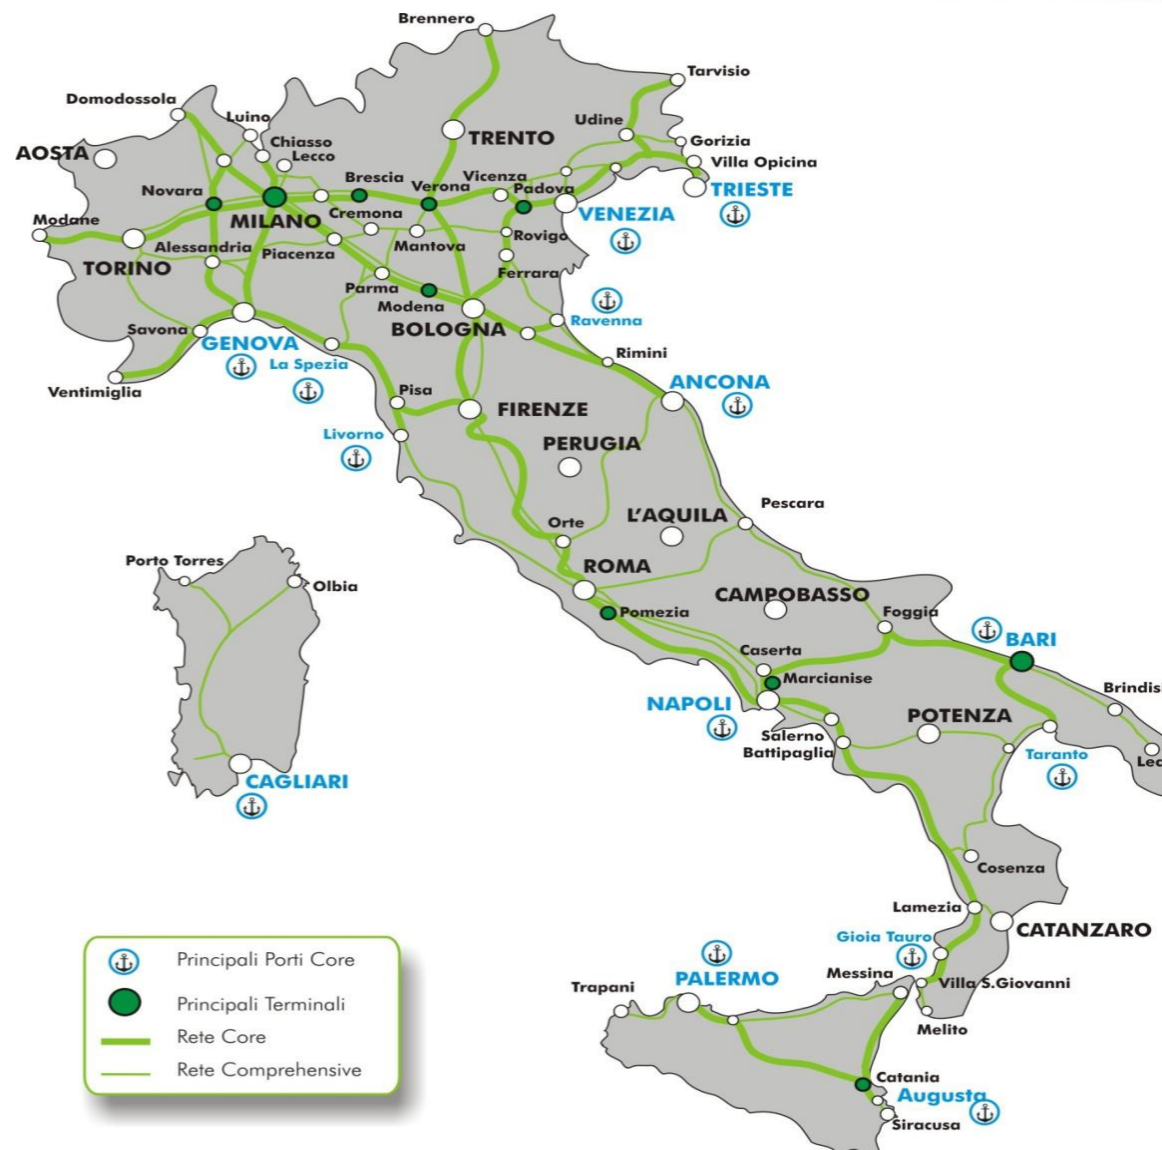 Brennero
Tarvisio
Domodossola
Luino
Udine
Gorizia
Chiasso
TRENTO
AOSTA
Lecco
Villa Opicina
Novara
Brescia
Verona
Vicenza
Padova
TRIESTE
Modane
MILANO
Cremona
VENEZIA
Alessandria
Piacenza
Mantova
Rovigo
TORINO
Parma
Ferrara
Modena
Savona
GENOVA
BOLOGNA
Ravenna
La Spezia
Rimini
Ventimiglia
Pisa
ANCONA
FIRENZE
Livorno
PERUGIA
Pescara
Orte
L'AQUILA
Porto Torres
ROMA
Olbia
CAMPOBASSO
Pomezia
Foggia
BARI
Caserta
Marcianise
NAPOLI
Brindisi
POTENZA
Salerno
Battipaglia
Taranto
CAGLIARI
Cosenza
Lamezia
CATANZARO
Gioia Tauro
Messina
Villa S.Giovanni
PALERMO
Trapani
Melito
Catania
Augusta
Siracusa
Principali Porti Core
Principali Terminali
Rete Core
Rete Comprehensive